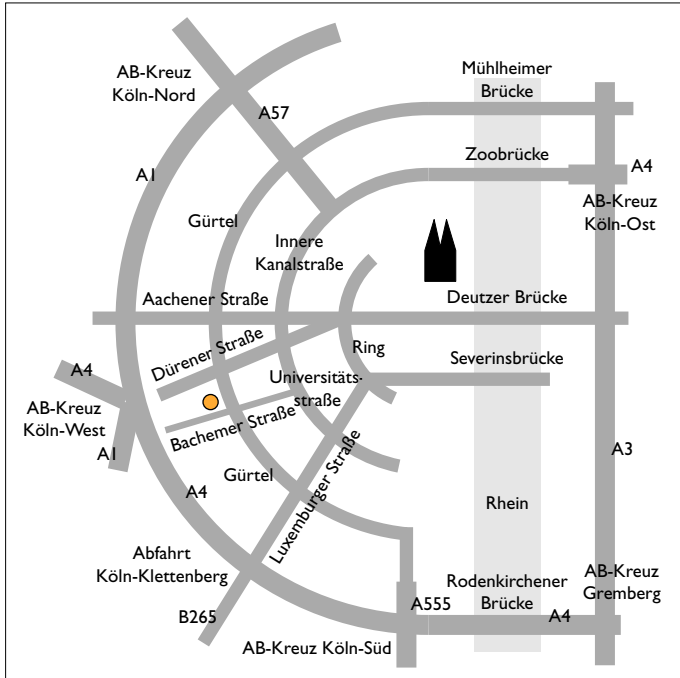 Mühlheimer
Brücke
AB-Kreuz
Köln-Nord
A57
Zoobrücke
A4
A1
AB-Kreuz
Köln-Ost
Gürtel
Innere
Kanalstraße
Aachener Straße
Deutzer Brücke
Dürener Straße
Ring
Severinsbrücke
A4
Universitäts-
straße
AB-Kreuz
Köln-West
Bachemer Straße
A1
A3
Gürtel
A4
Luxemburger Straße
Rhein
Abfahrt
Köln-Klettenberg
Rodenkirchener
Brücke
AB-Kreuz
Gremberg
B265
A555
A4
AB-Kreuz Köln-Süd